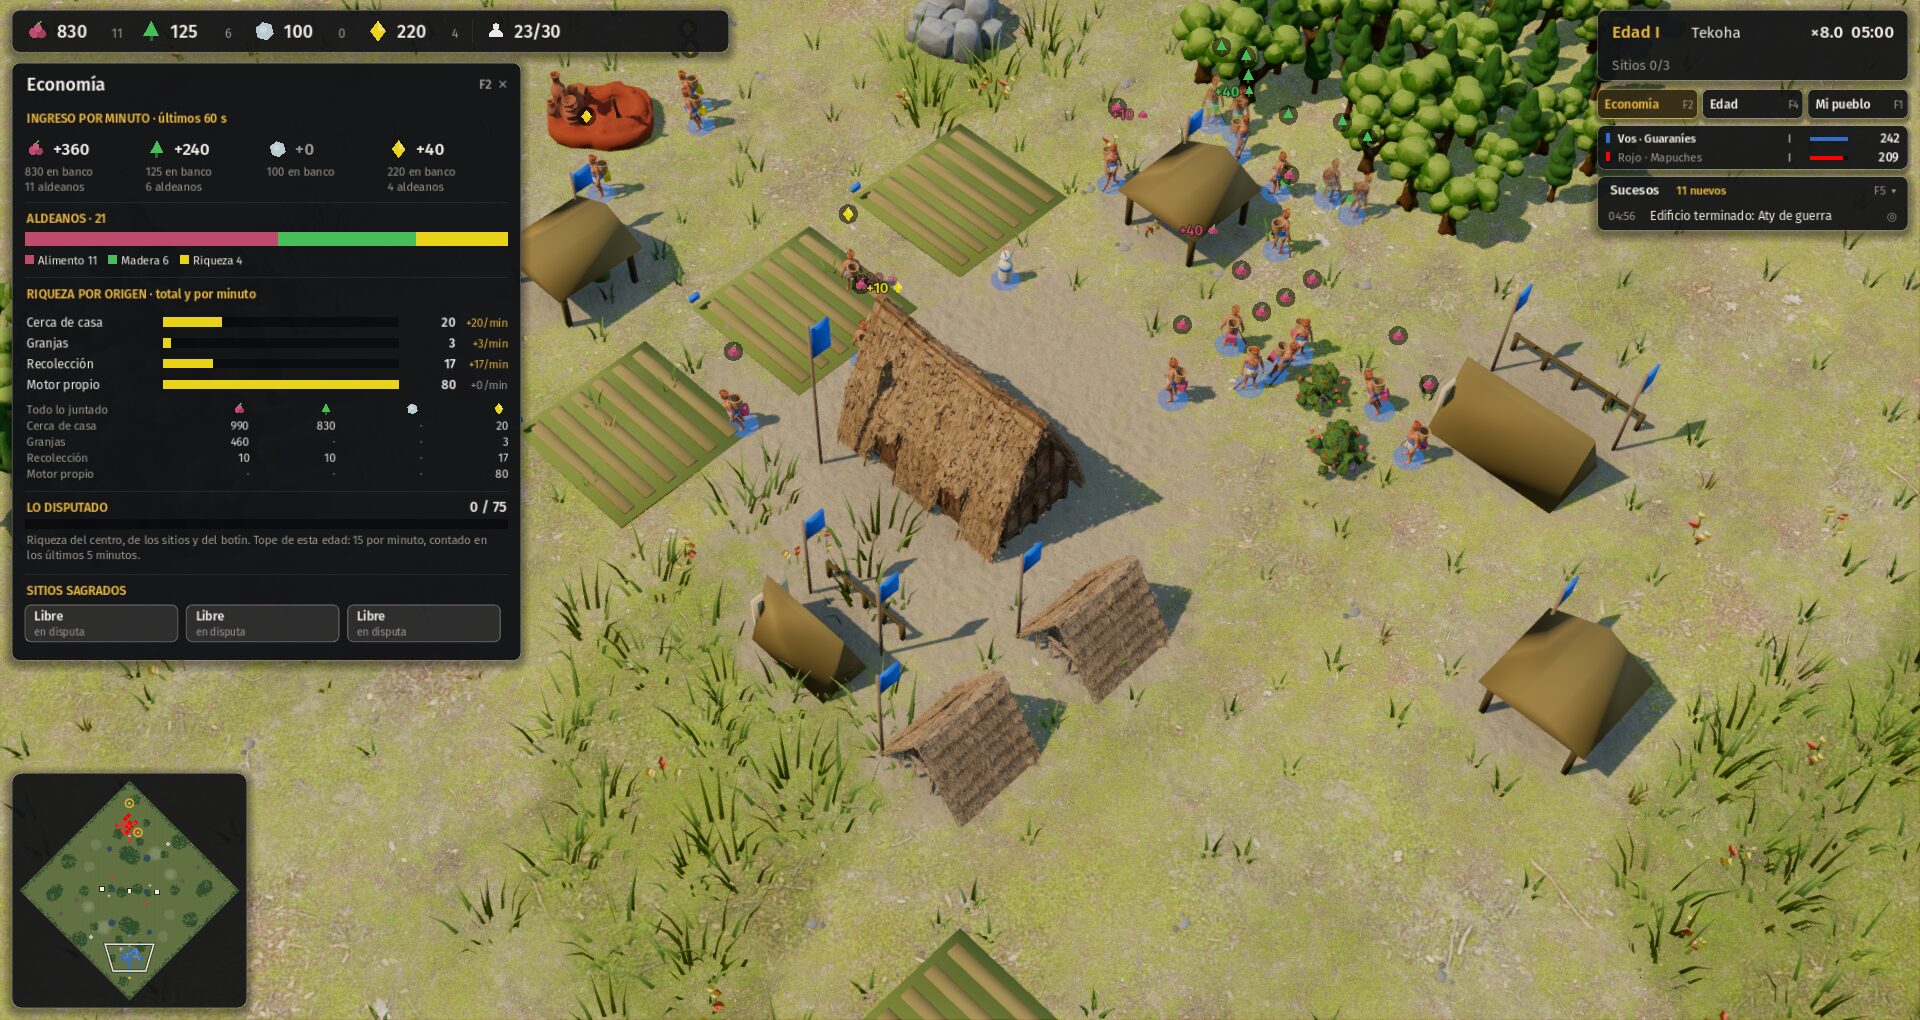 830 11 125 6 100 0 220 4 23/30
Economía F2 ×
INGRESO POR MINUTO · últimos 60 s
+360 +240 +0 +40
830 en banco 125 en banco 100 en banco 220 en banco
11 aldeanos 6 aldeanos 4 aldeanos
ALDEANOS · 21
Alimento 11 Madera 6 Riqueza 4
RIQUEZA POR ORIGEN · total y por minuto
Cerca de casa 20 +20/min
Granjas 3 +3/min
Recolección 17 +17/min
Motor propio 80 +0/min
Todo lo juntado
Cerca de casa 990 830 · 20
Granjas 460 · · 3
Recolección 10 10 · 17
Motor propio · · · 80
LO DISPUTADO 0 / 75
Riqueza del centro, de los sitios y del botín. Tope de esta edad: 15 por minuto, contado en
los últimos 5 minutos.
SITIOS SAGRADOS
Libre Libre Libre
en disputa en disputa en disputa
+10
+40
+40
+10
Edad I Tekoha ×8.0 05:00
Sitios 0/3
Economía F2 Edad F4 Mi pueblo F1
Vos · Guaraníes I 242
Rojo · Mapuches I 209
Sucesos 11 nuevos F5
04:56 Edificio terminado: Aty de guerra